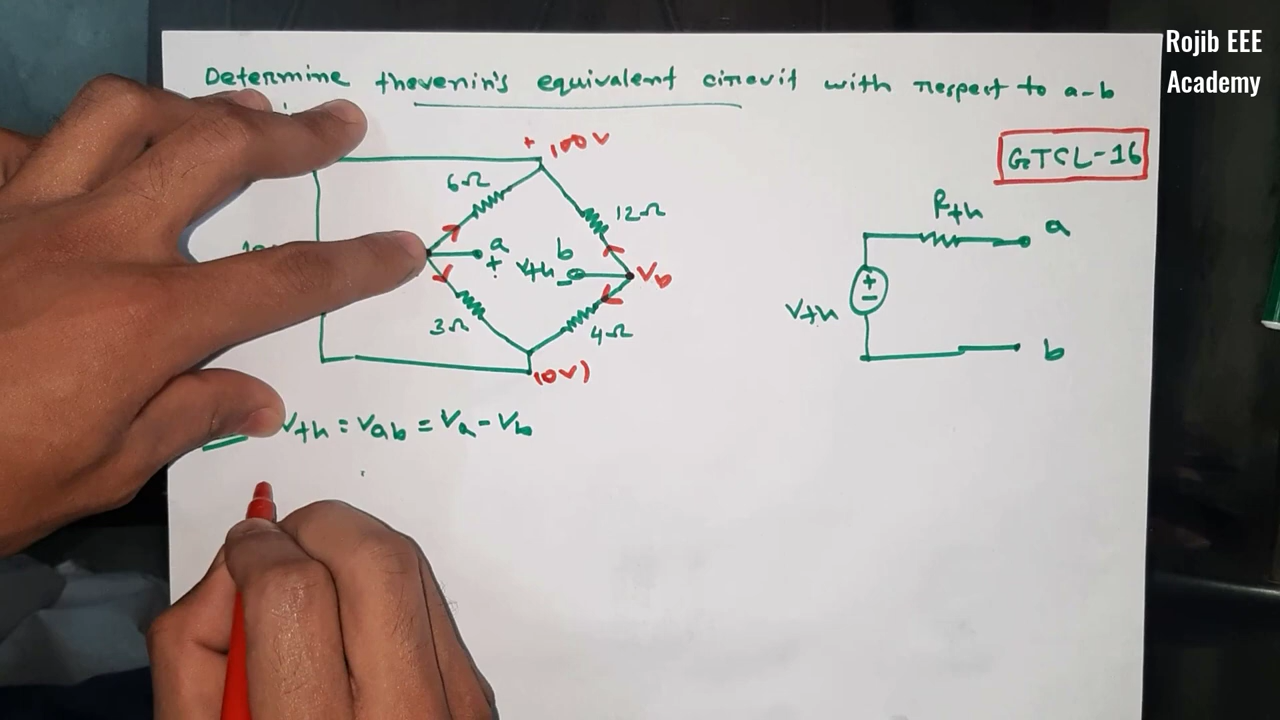 Rojib EEE
Academy
Determine thevenin's equivalent circuit with respect to a-b
GTCL-16
+ 100V
6Ω
12Ω
a
b
+
Vth
-
Vb
3Ω
4Ω
(0V)
Rth
a
+
-
Vth
b
Vth = Vab = Va - Vb